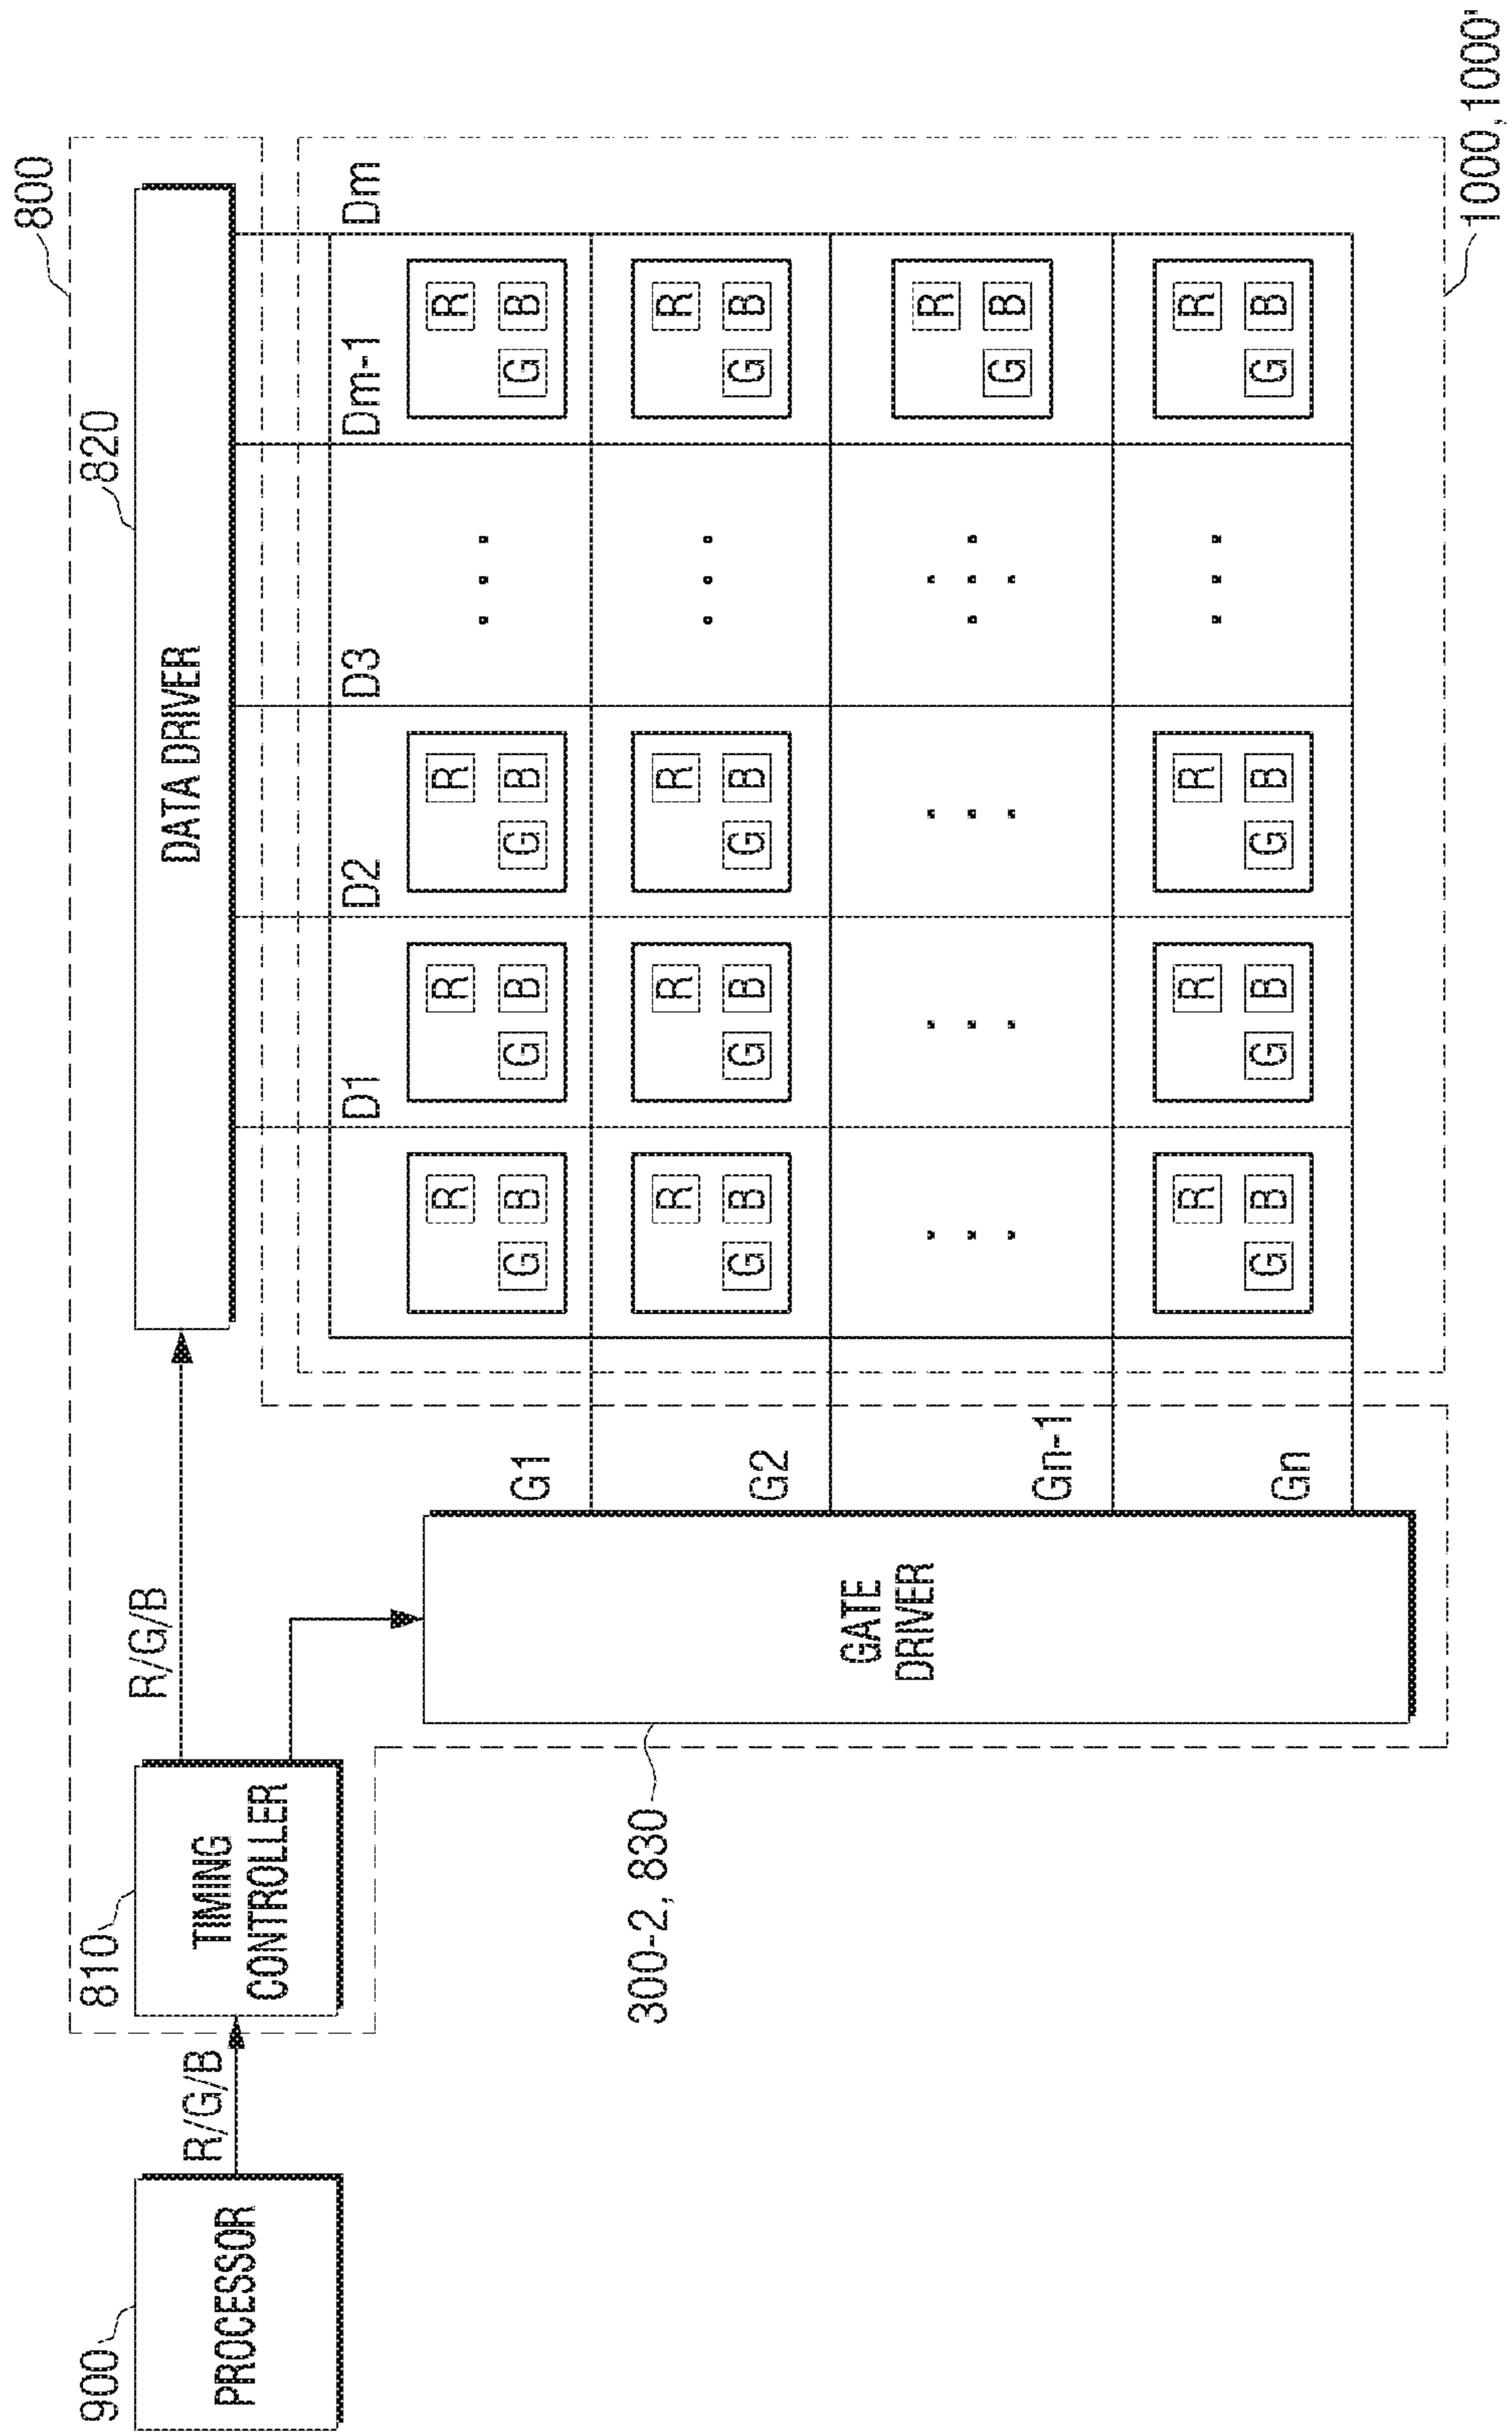 800
900
810
820
R/G/B
DATA DRIVER
R/G/B
TIMING
CONTROLLER
PROCESSOR
D1 D2 D3 Dm-1 Dm
R R R R
G B G B G B G B
G1
300-2, 830
R R R R
G B G B G B G B
G2
GATE
DRIVER
R
G B
Gn-1
R R R R
G B G B G B G B
Gn
1000,1000'